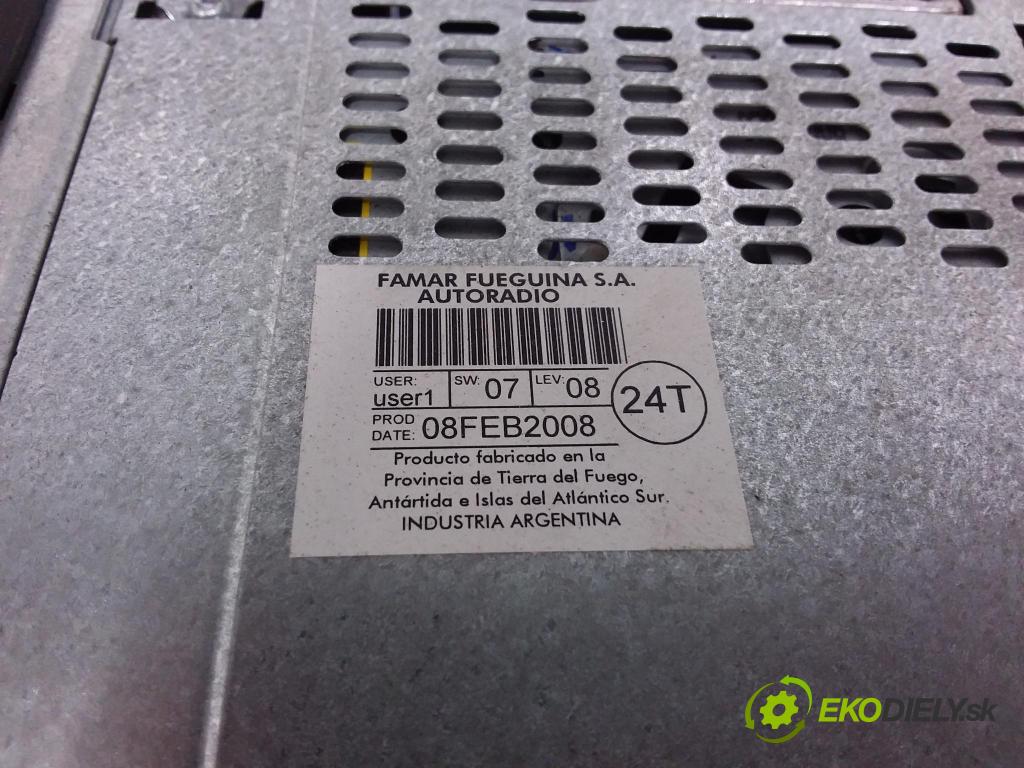 FAMAR FUEGUINA S.A.
AUTORADIO
USER: user1 SW: 07 LEV: 08
24T
PROD DATE: 08FEB2008
Producto fabricado en la
Provincia de Tierra del Fuego,
Antártida e Islas del Atlántico Sur.
INDUSTRIA ARGENTINA
EKODIELY.sk